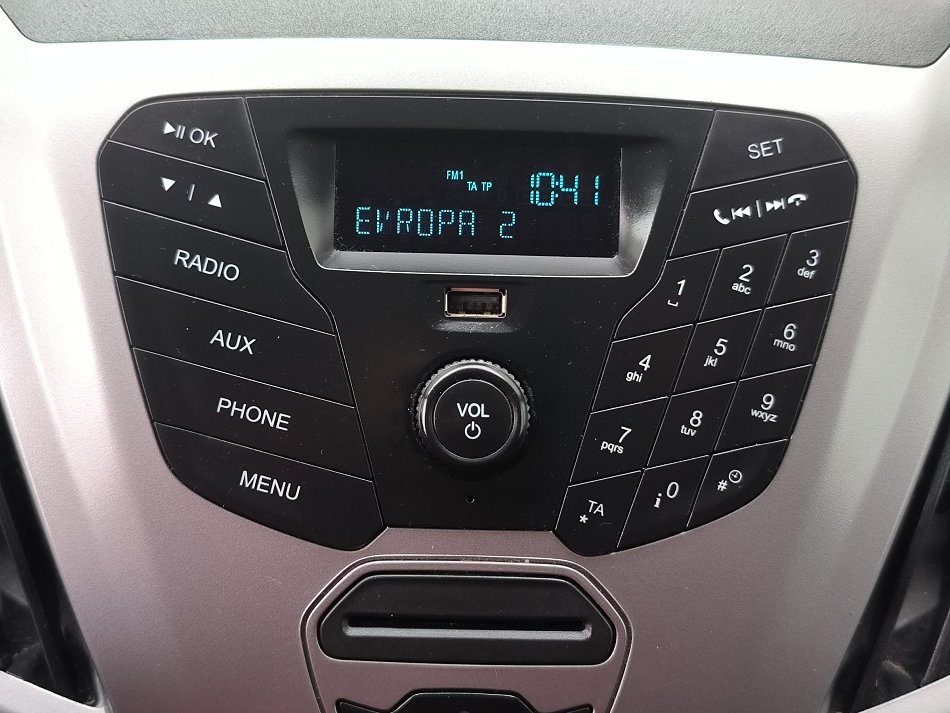 ▶II OK
▼ · I ▲
RADIO
AUX
PHONE
MENU
FM1
TA TP
10:41
EVROPA 2
VOL
SET
1
2
abc
3
def
4
ghi
5
jkl
6
mno
7
pqrs
8
tuv
9
wxyz
TA
*
i 0
#